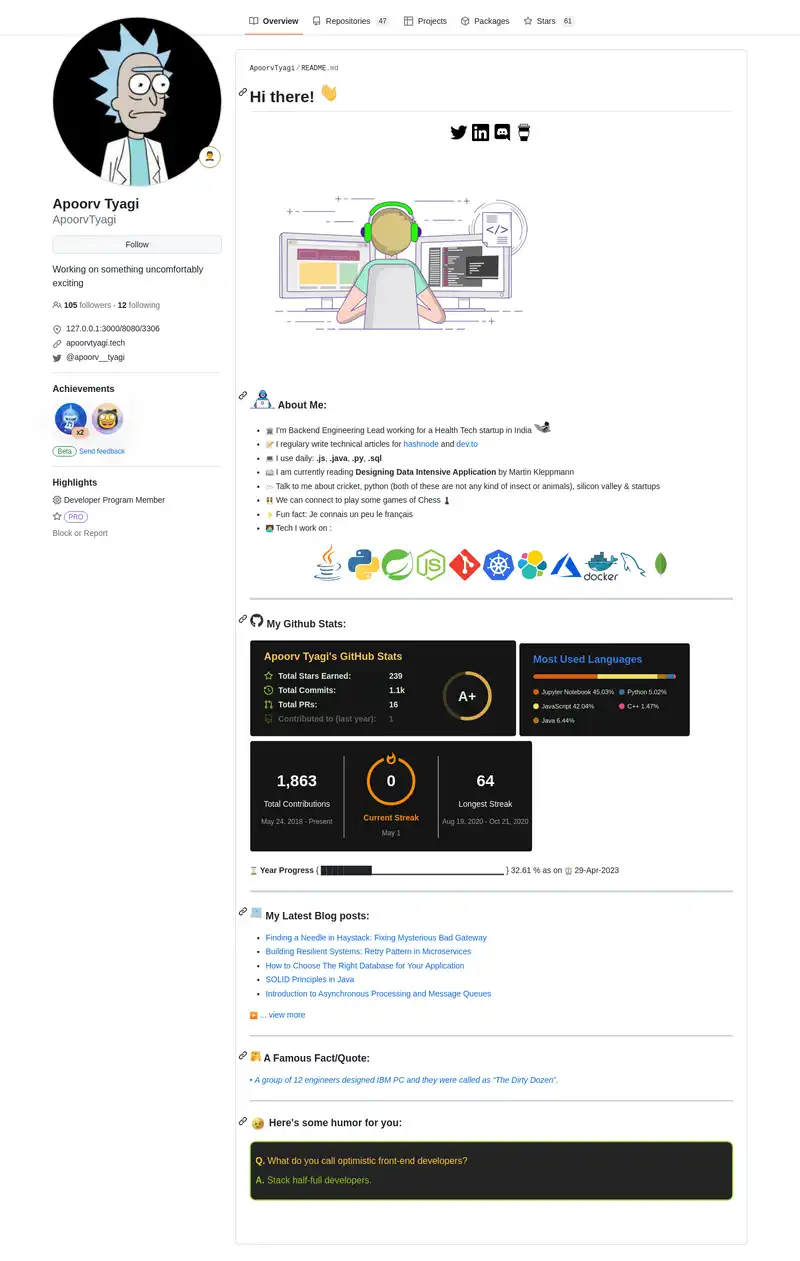 Overview
Repositories 47
Projects
Packages
Stars 61
Apoorv Tyagi
ApoorvTyagi
Follow
Working on something uncomfortably
exciting
105 followers · 12 following
127.0.0.1:3000/8080/3306
apoorvtyagi.tech
@apoorv__tyagi
Achievements
x2
Beta Send feedback
Highlights
Developer Program Member
PRO
Block or Report
ApoorvTyagi / README.md
Hi there!
</>
About Me:
I'm Backend Engineering Lead working for a Health Tech startup in India
I regulary write technical articles for hashnode and dev.to
I use daily: .js, .java, .py, .sql
I am currently reading Designing Data Intensive Application by Martin Kleppmann
Talk to me about cricket, python (both of these are not any kind of insect or animals), silicon valley & startups
We can connect to play some games of Chess
Fun fact: Je connais un peu le français
Tech I work on :
docker
My Github Stats:
Apoorv Tyagi's GitHub Stats
Total Stars Earned: 239
Total Commits: 1.1k
Total PRs: 16
Contributed to (last year): 1
A+
Most Used Languages
Jupyter Notebook 45.03%
Python 5.02%
JavaScript 42.04%
C++ 1.47%
Java 6.44%
1,863
Total Contributions
May 24, 2018 - Present
0
Current Streak
May 1
64
Longest Streak
Aug 19, 2020 - Oct 21, 2020
Year Progress { } 32.61 % as on 29-Apr-2023
My Latest Blog posts:
Finding a Needle in Haystack: Fixing Mysterious Bad Gateway
Building Resilient Systems: Retry Pattern in Microservices
How to Choose The Right Database for Your Application
SOLID Principles in Java
Introduction to Asynchronous Processing and Message Queues
... view more
A Famous Fact/Quote:
• A group of 12 engineers designed IBM PC and they were called as "The Dirty Dozen".
Here's some humor for you:
Q. What do you call optimistic front-end developers?
A. Stack half-full developers.